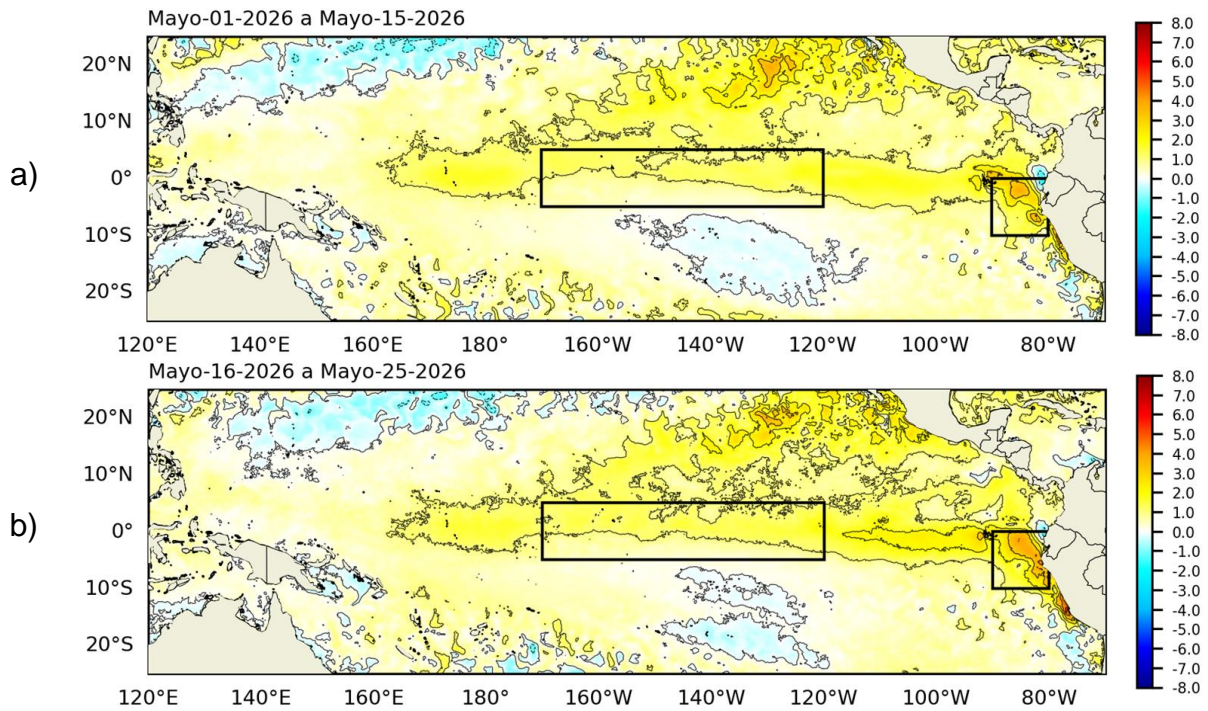 Mayo-01-2026 a Mayo-15-2026
a)
20°N
10°N
0°
10°S
20°S
120°E 140°E 160°E 180° 160°W 140°W 120°W 100°W 80°W
8.0
7.0
6.0
5.0
4.0
3.0
2.0
1.0
0.0
-1.0
-2.0
-3.0
-4.0
-5.0
-6.0
-7.0
-8.0
Mayo-16-2026 a Mayo-25-2026
b)
20°N
10°N
0°
10°S
20°S
120°E 140°E 160°E 180° 160°W 140°W 120°W 100°W 80°W
8.0
7.0
6.0
5.0
4.0
3.0
2.0
1.0
0.0
-1.0
-2.0
-3.0
-4.0
-5.0
-6.0
-7.0
-8.0